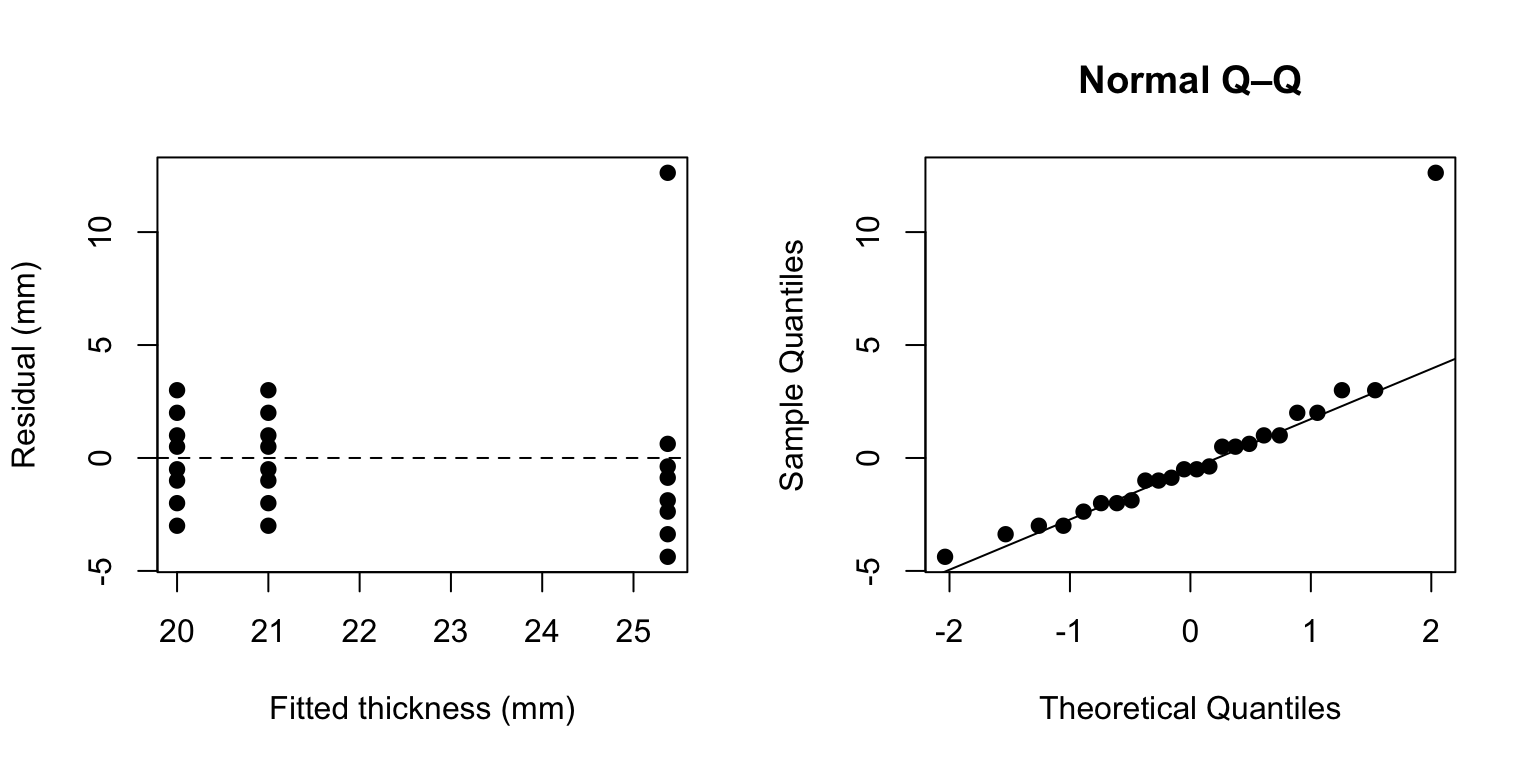 Residual (mm)
10
5
0
-5
20 21 22 23 24 25
Fitted thickness (mm)
Normal Q–Q
Sample Quantiles
10
5
0
-5
-2 -1 0 1 2
Theoretical Quantiles